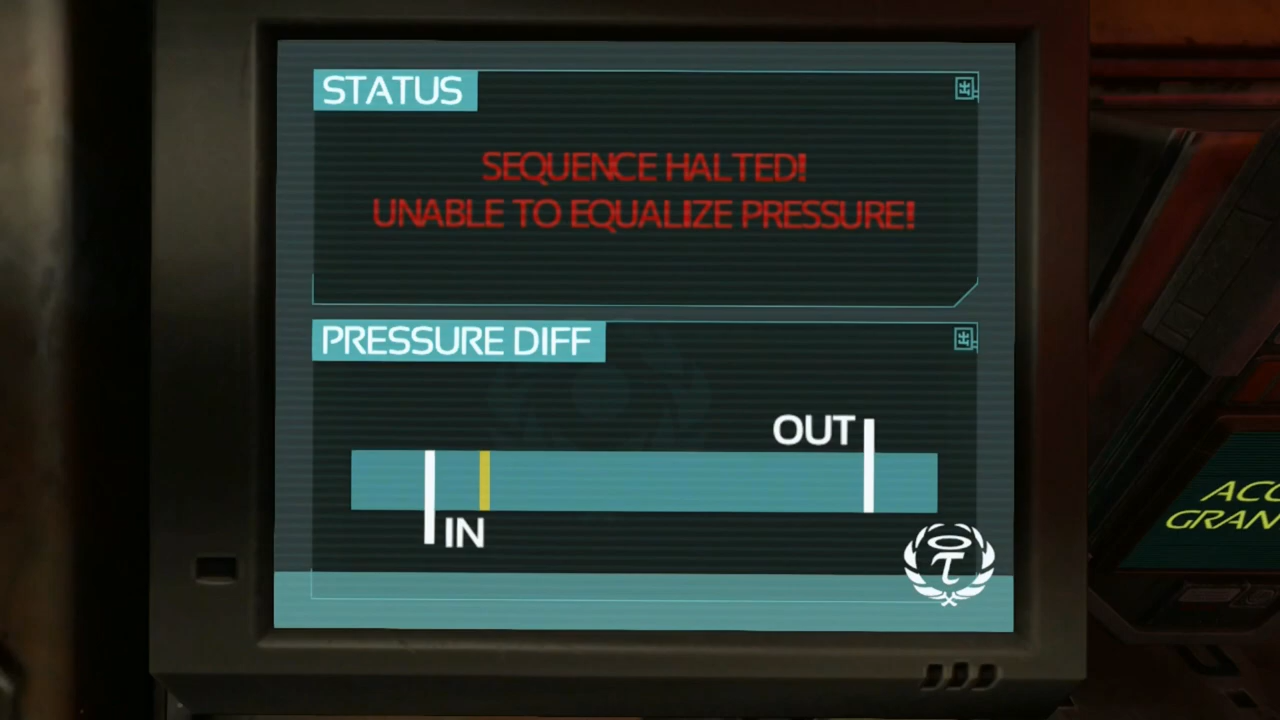 STATUS
SEQUENCE HALTED!
UNABLE TO EQUALIZE PRESSURE!
PRESSURE DIFF
OUT
IN
τ